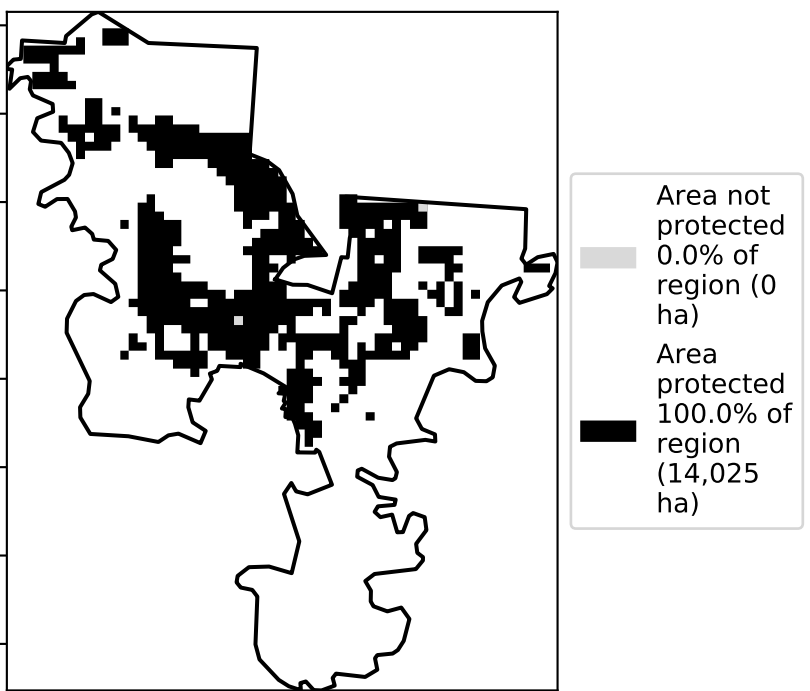 Area not
protected
0.0% of
region (0
ha)
Area
protected
100.0% of
region
(14,025
ha)